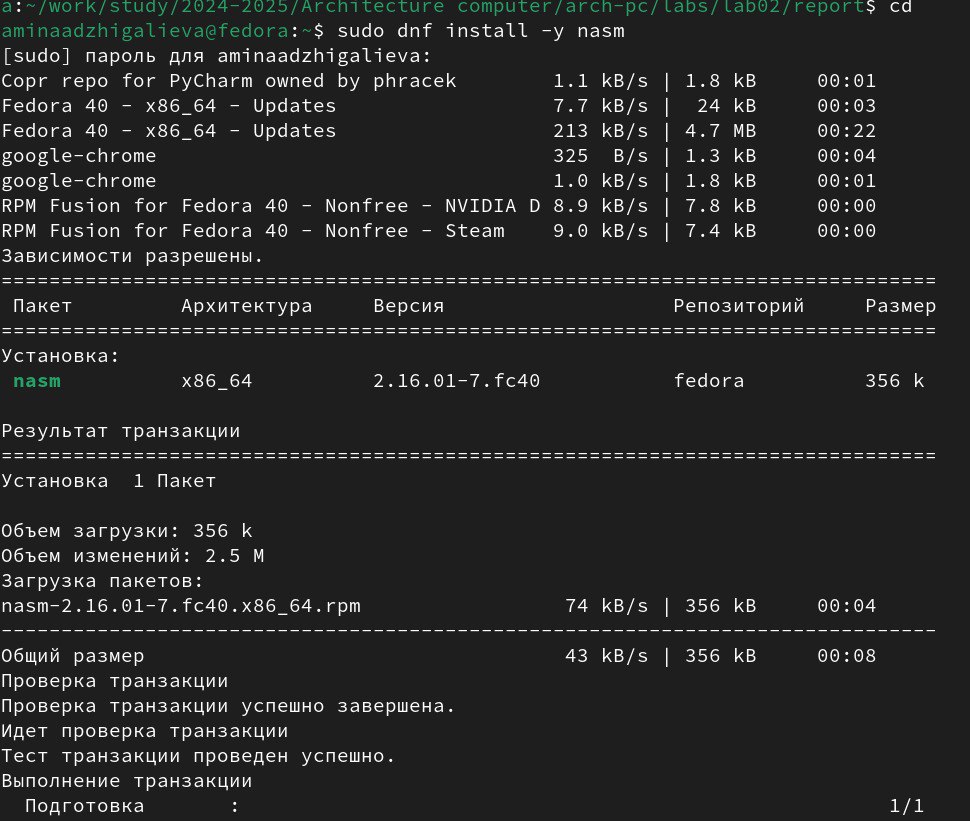 a:~/work/study/2024-2025/Architecture computer/arch-pc/labs/lab02/report$ cd
aminaadzhigalieva@fedora:~$ sudo dnf install -y nasm
[sudo] пароль для aminaadzhigalieva:
Copr repo for PyCharm owned by phracek        1.1 kB/s | 1.8 kB     00:01
Fedora 40 - x86_64 - Updates                  7.7 kB/s |  24 kB     00:03
Fedora 40 - x86_64 - Updates                  213 kB/s | 4.7 MB     00:22
google-chrome                                 325  B/s | 1.3 kB     00:04
google-chrome                                 1.0 kB/s | 1.8 kB     00:01
RPM Fusion for Fedora 40 - Nonfree - NVIDIA D 8.9 kB/s | 7.8 kB     00:00
RPM Fusion for Fedora 40 - Nonfree - Steam    9.0 kB/s | 7.4 kB     00:00
Зависимости разрешены.
==============================================================================
 Пакет         Архитектура     Версия                   Репозиторий     Размер
==============================================================================
Установка:
 nasm          x86_64          2.16.01-7.fc40           fedora          356 k
Результат транзакции
==============================================================================
Установка  1 Пакет
Объем загрузки: 356 k
Объем изменений: 2.5 M
Загрузка пакетов:
nasm-2.16.01-7.fc40.x86_64.rpm                 74 kB/s | 356 kB     00:04
------------------------------------------------------------------------------
Общий размер                                   43 kB/s | 356 kB     00:08
Проверка транзакции
Проверка транзакции успешно завершена.
Идет проверка транзакции
Тест транзакции проведен успешно.
Выполнение транзакции
  Подготовка       :                                                      1/1